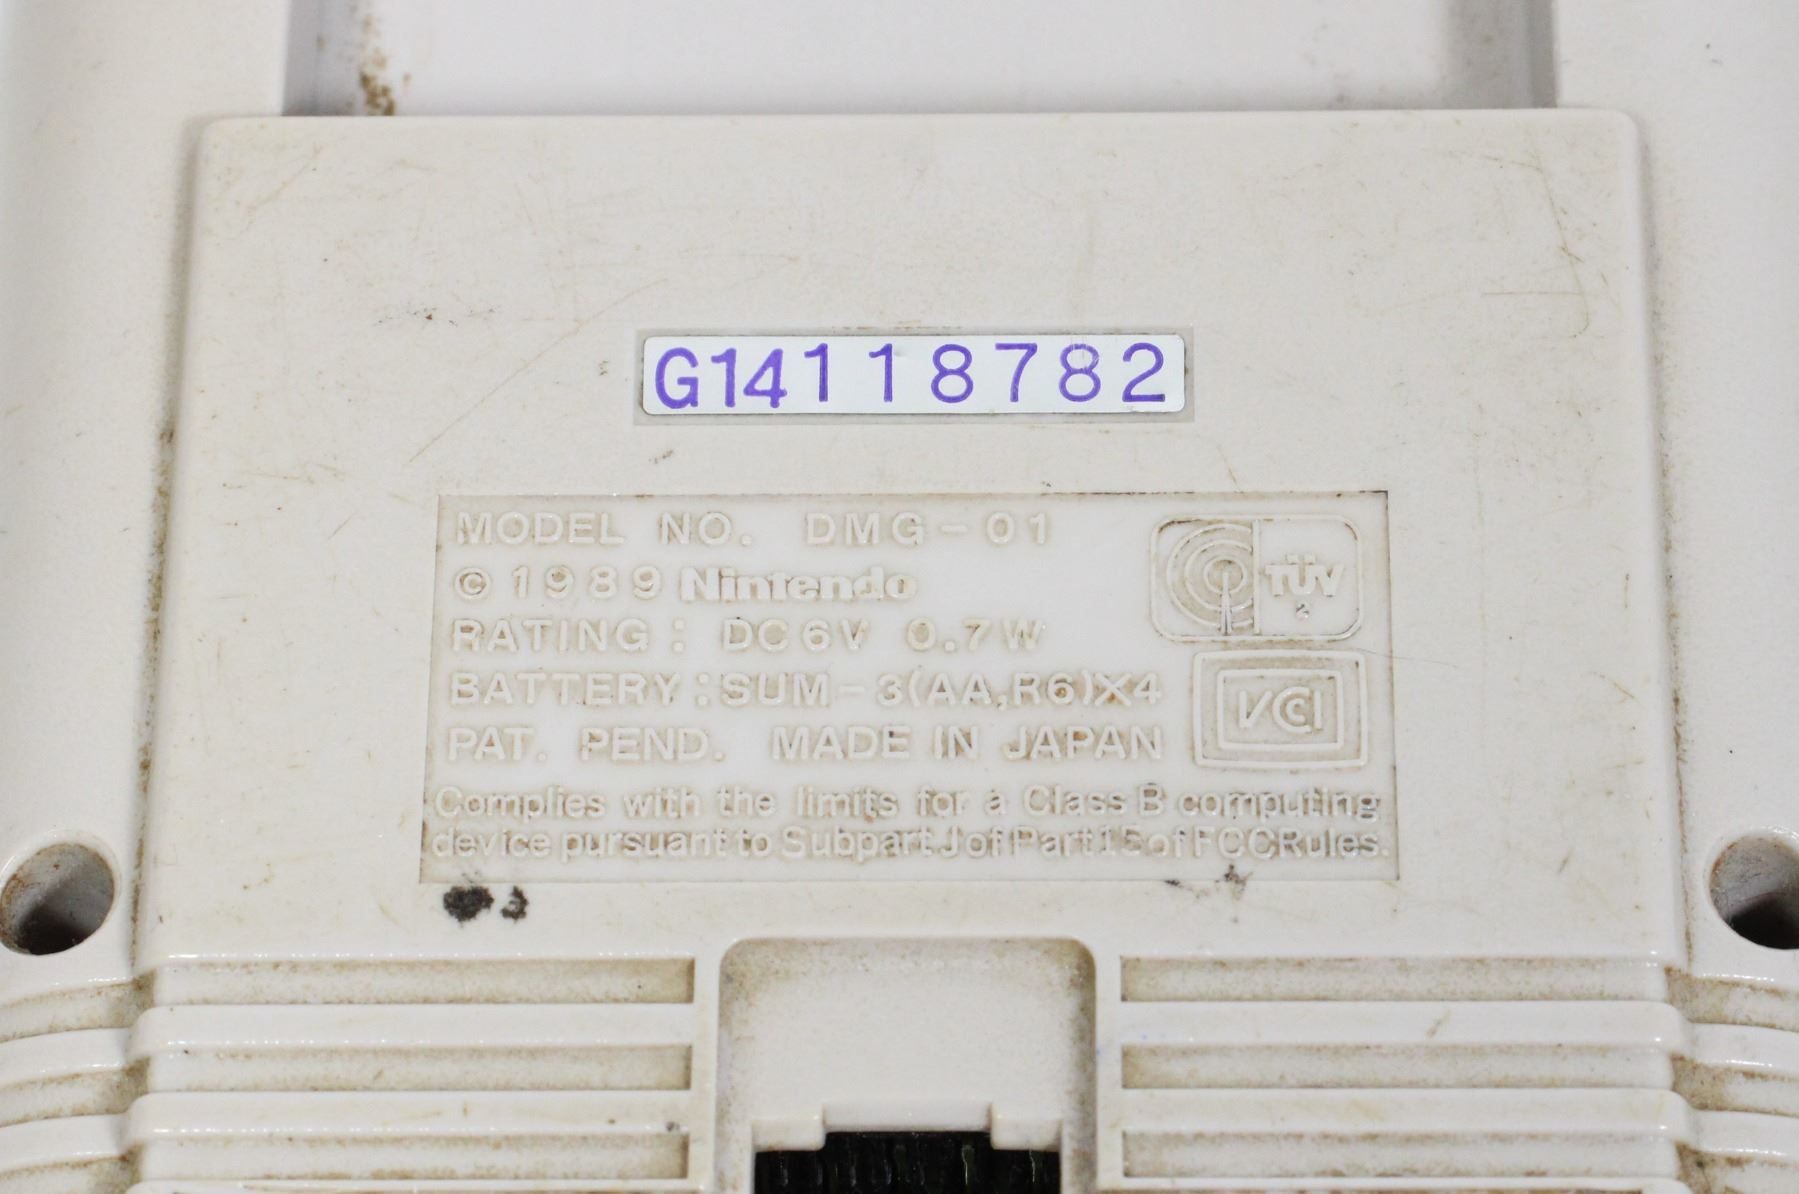 G14118782
MODEL NO. DMG-01
©1989 Nintendo
RATING: DC6V 0.7W
BATTERY:SUM-3(AA,R6)X4
PAT. PEND. MADE IN JAPAN
Complies with the limits for a Class B computing
device pursuant to Subpart J of Part 15 of FCC Rules.
TÜV
2
VCCI